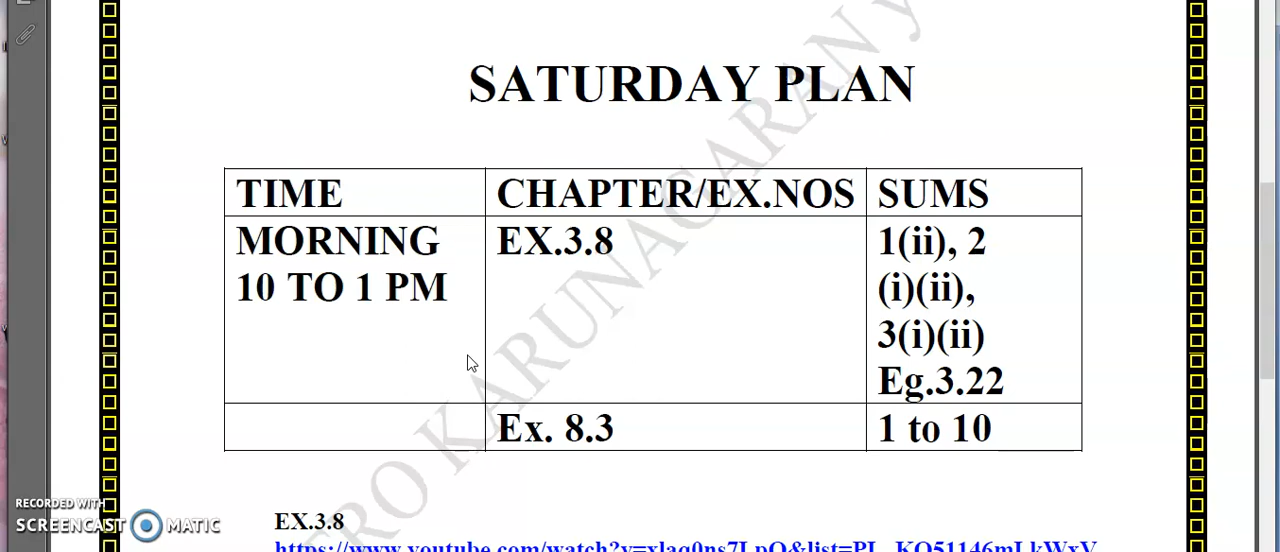 SATURDAY PLAN
TIME CHAPTER/EX.NOS SUMS
MORNING EX.3.8 1(ii), 2
10 TO 1 PM (i)(ii),
3(i)(ii)
Eg.3.22
Ex. 8.3 1 to 10
KARUNAGARAN
RECORDED WITH
SCREENCAST MATIC
EX.3.8